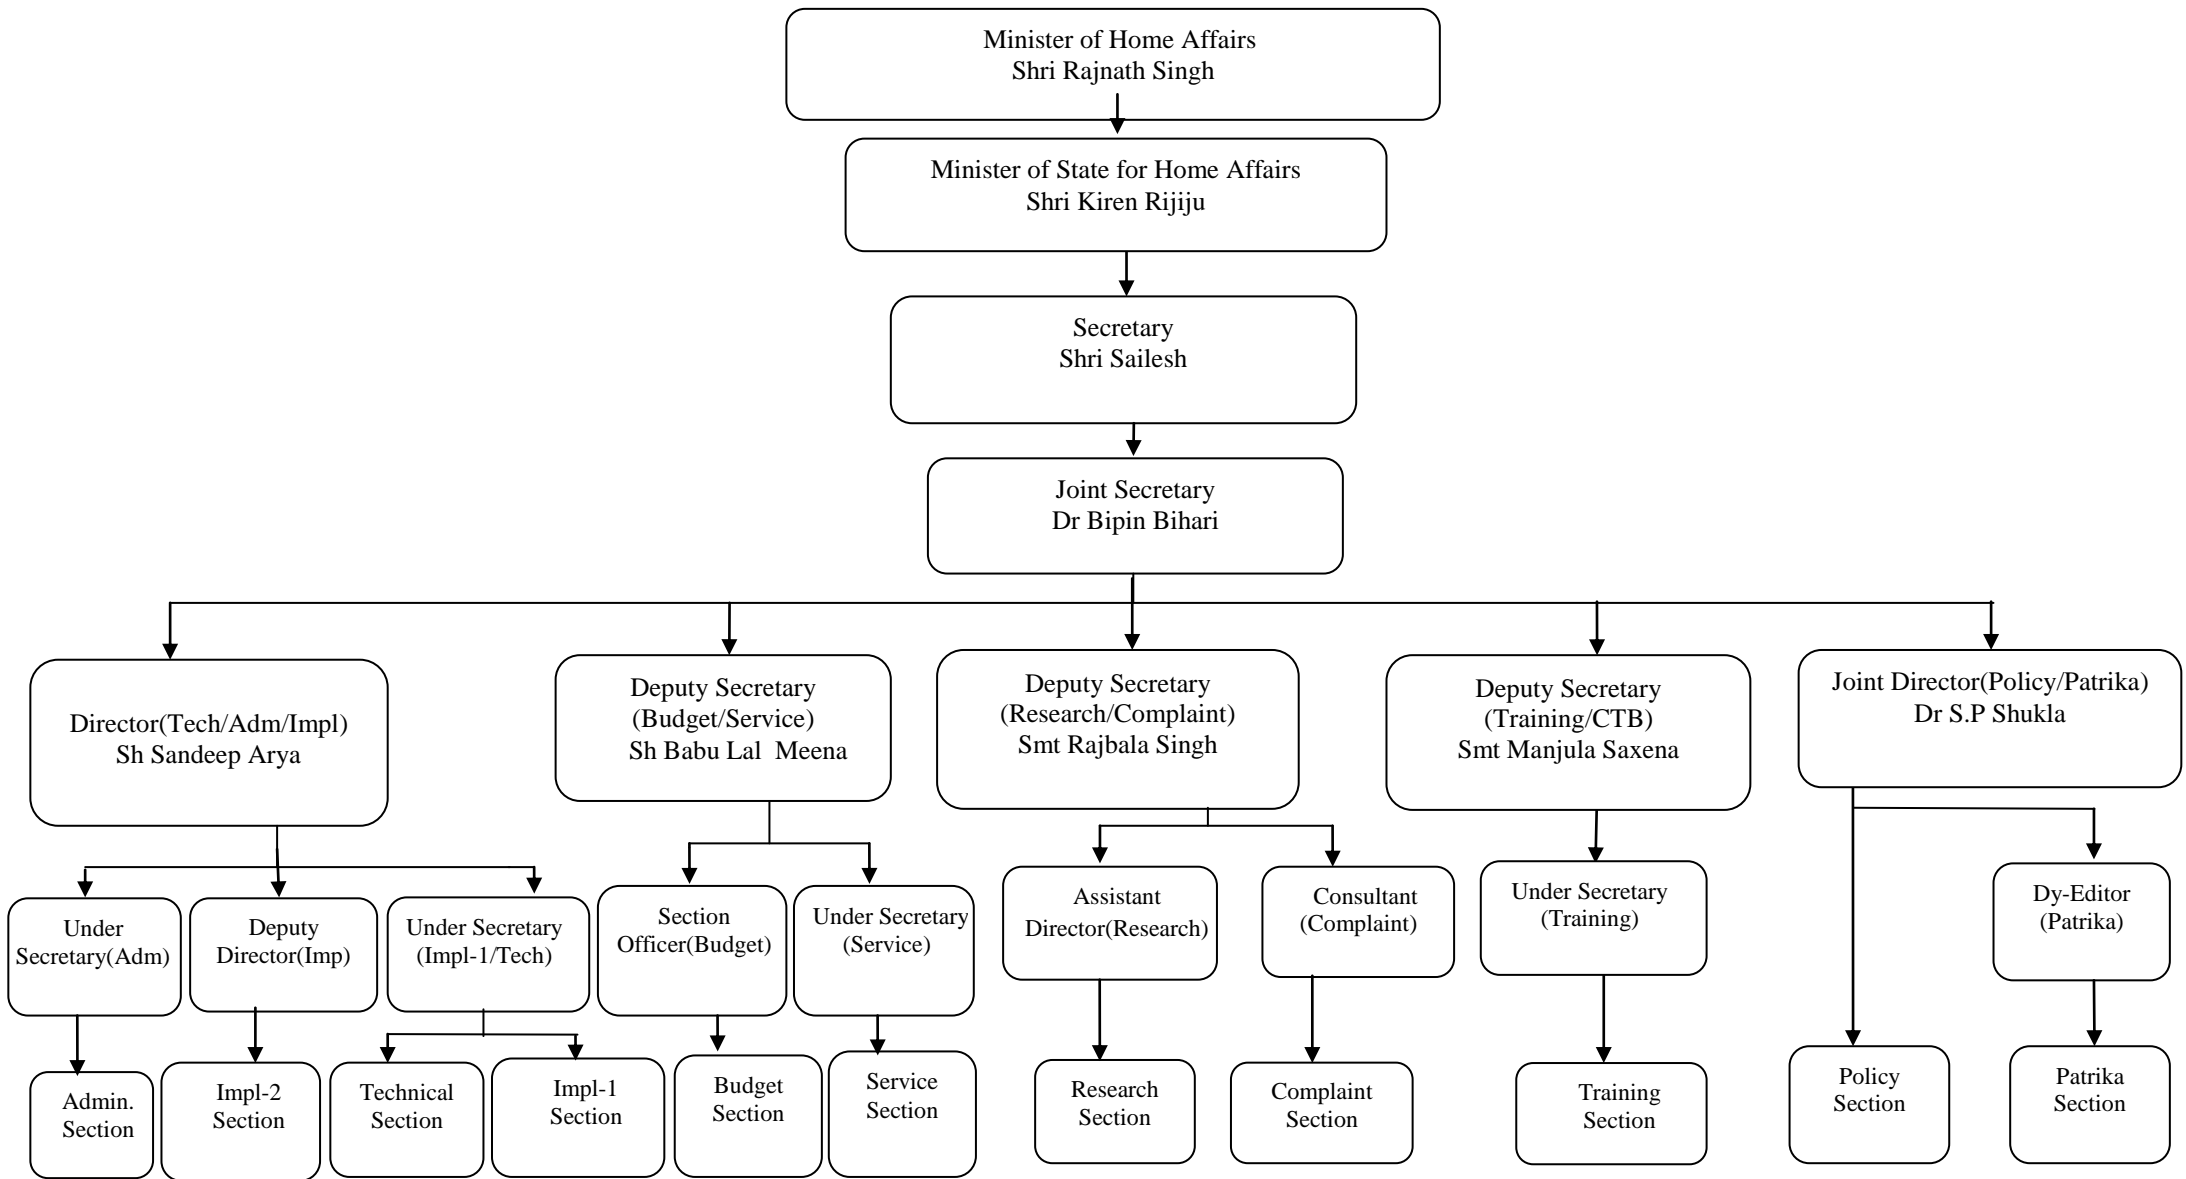 Minister of Home Affairs
Shri Rajnath Singh
Minister of State for Home Affairs
Shri Kiren Rijiju
Secretary
Shri Sailesh
Joint Secretary
Dr Bipin Bihari
Director(Tech/Adm/Impl)
Sh Sandeep Arya
Deputy Secretary
(Budget/Service)
Sh Babu Lal Meena
Deputy Secretary
(Research/Complaint)
Smt Rajbala Singh
Deputy Secretary
(Training/CTB)
Smt Manjula Saxena
Joint Director(Policy/Patrika)
Dr S.P Shukla
Under
Secretary(Adm)
Deputy
Director(Imp)
Under Secretary
(Impl-1/Tech)
Section
Officer(Budget)
Under Secretary
(Service)
Assistant
Director(Research)
Consultant
(Complaint)
Under Secretary
(Training)
Dy-Editor
(Patrika)
Admin.
Section
Impl-2
Section
Technical
Section
Impl-1
Section
Budget
Section
Service
Section
Research
Section
Complaint
Section
Training
Section
Policy
Section
Patrika
Section